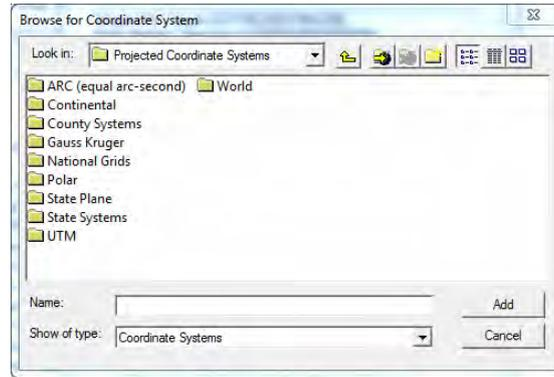 Browse for Coordinate System
Look in: Projected Coordinate Systems
ARC (equal arc-second) World
Continental
County Systems
Gauss Kruger
National Grids
Polar
State Plane
State Systems
UTM
Name: Add
Show of type: Coordinate Systems Cancel